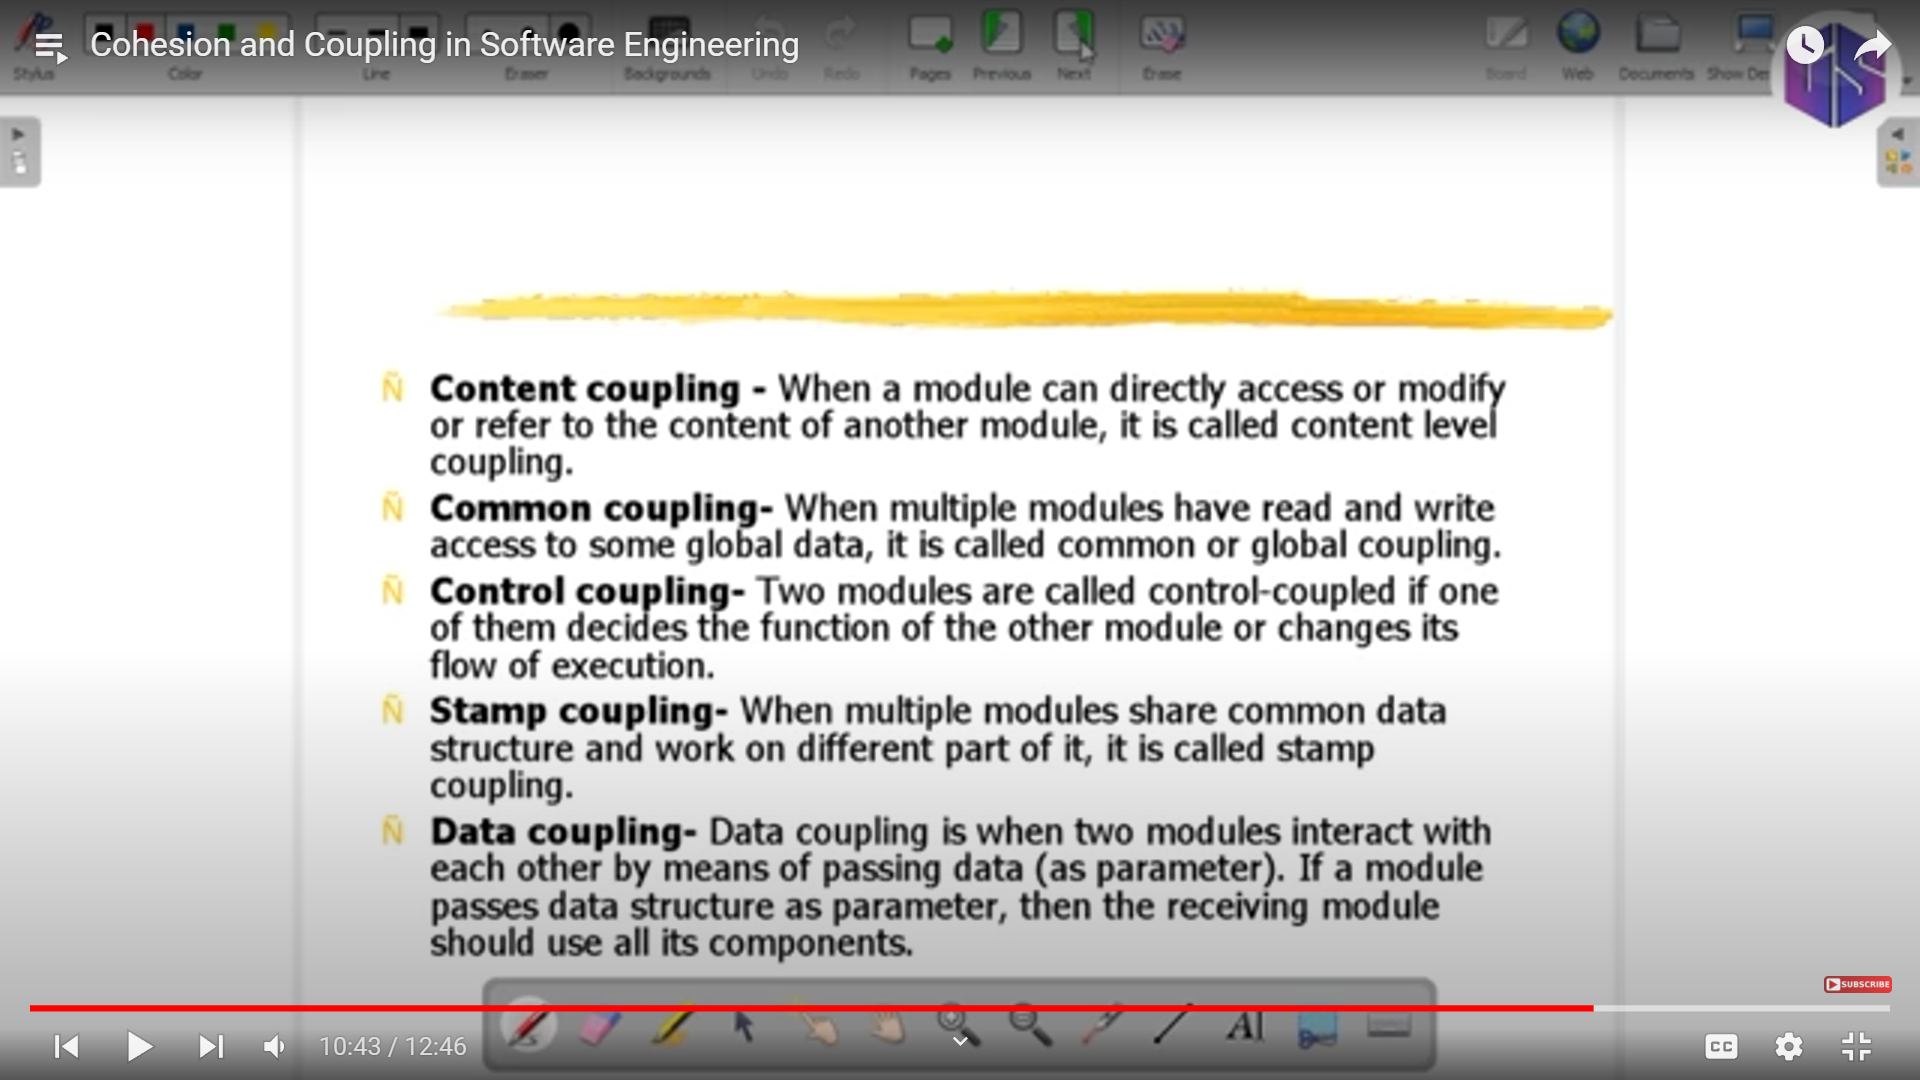 Cohesion and Coupling in Software Engineering
Stylus Color Line Eraser Backgrounds Undo Redo Pages Previous Next Erase Board Web Documents Show
Ñ Content coupling - When a module can directly access or modify
or refer to the content of another module, it is called content level
coupling.
Ñ Common coupling- When multiple modules have read and write
access to some global data, it is called common or global coupling.
Ñ Control coupling- Two modules are called control-coupled if one
of them decides the function of the other module or changes its
flow of execution.
Ñ Stamp coupling- When multiple modules share common data
structure and work on different part of it, it is called stamp
coupling.
Ñ Data coupling- Data coupling is when two modules interact with
each other by means of passing data (as parameter). If a module
passes data structure as parameter, then the receiving module
should use all its components.
SUBSCRIBE
AI
10:43 / 12:46
CC